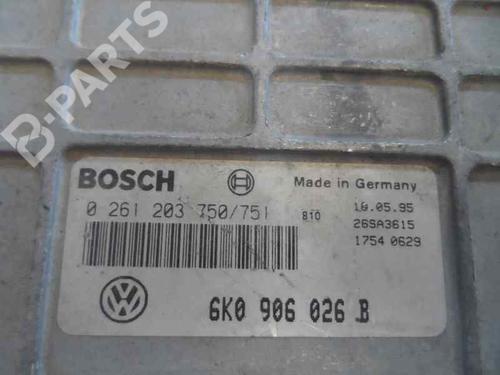 B-PARTS
BOSCH
Made in Germany
0 261 203 750/751
810
10.05.95
26SA3615
1754 0629
6K0 906 026 B